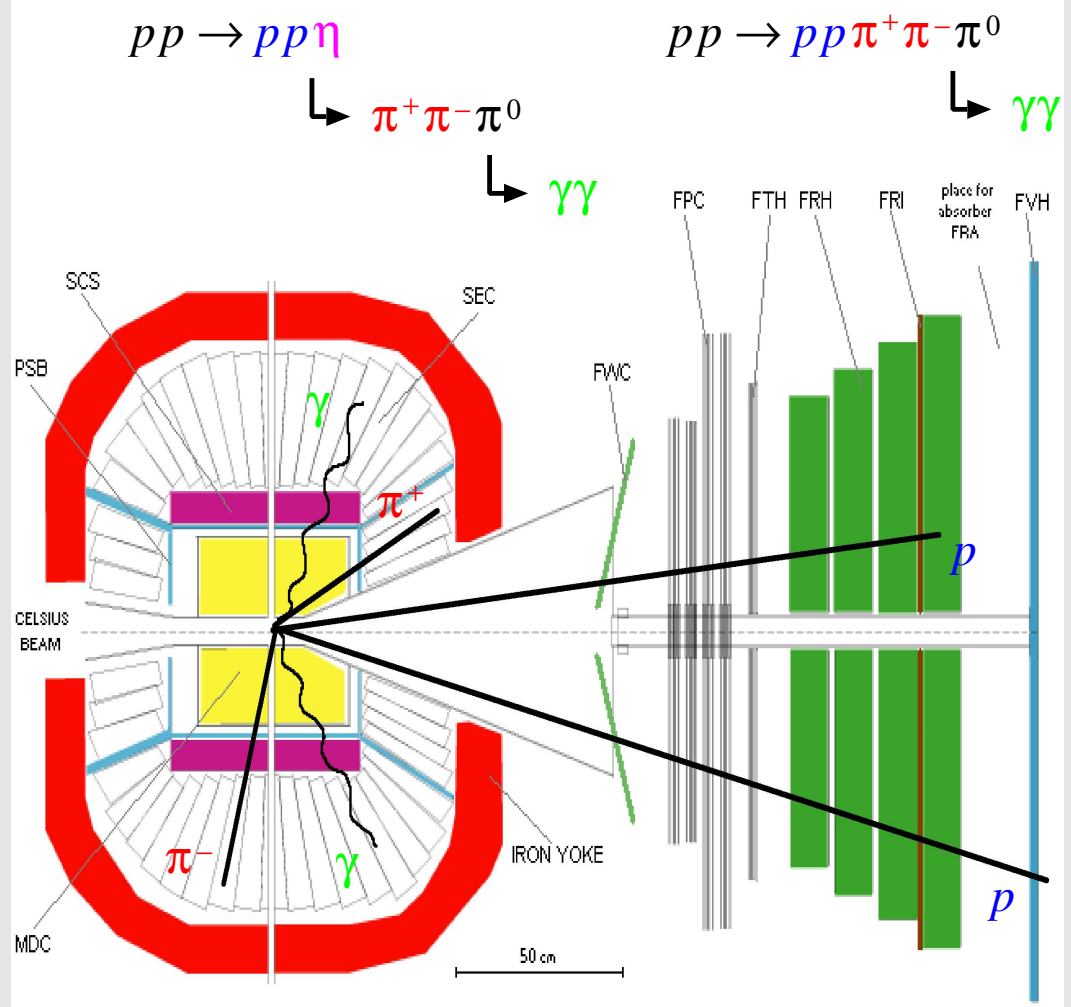 pp → ppη
π⁺π⁻π⁰
γγ
pp → ppπ⁺π⁻π⁰
γγ
FPC
FTH
FRH
FRI
place for
absorber
FRA
FVH
SCS
SEC
PSB
FWC
γ
π⁺
p
CELSIUS
BEAM
π⁻
γ
IRON YOKE
p
MDC
50 cm